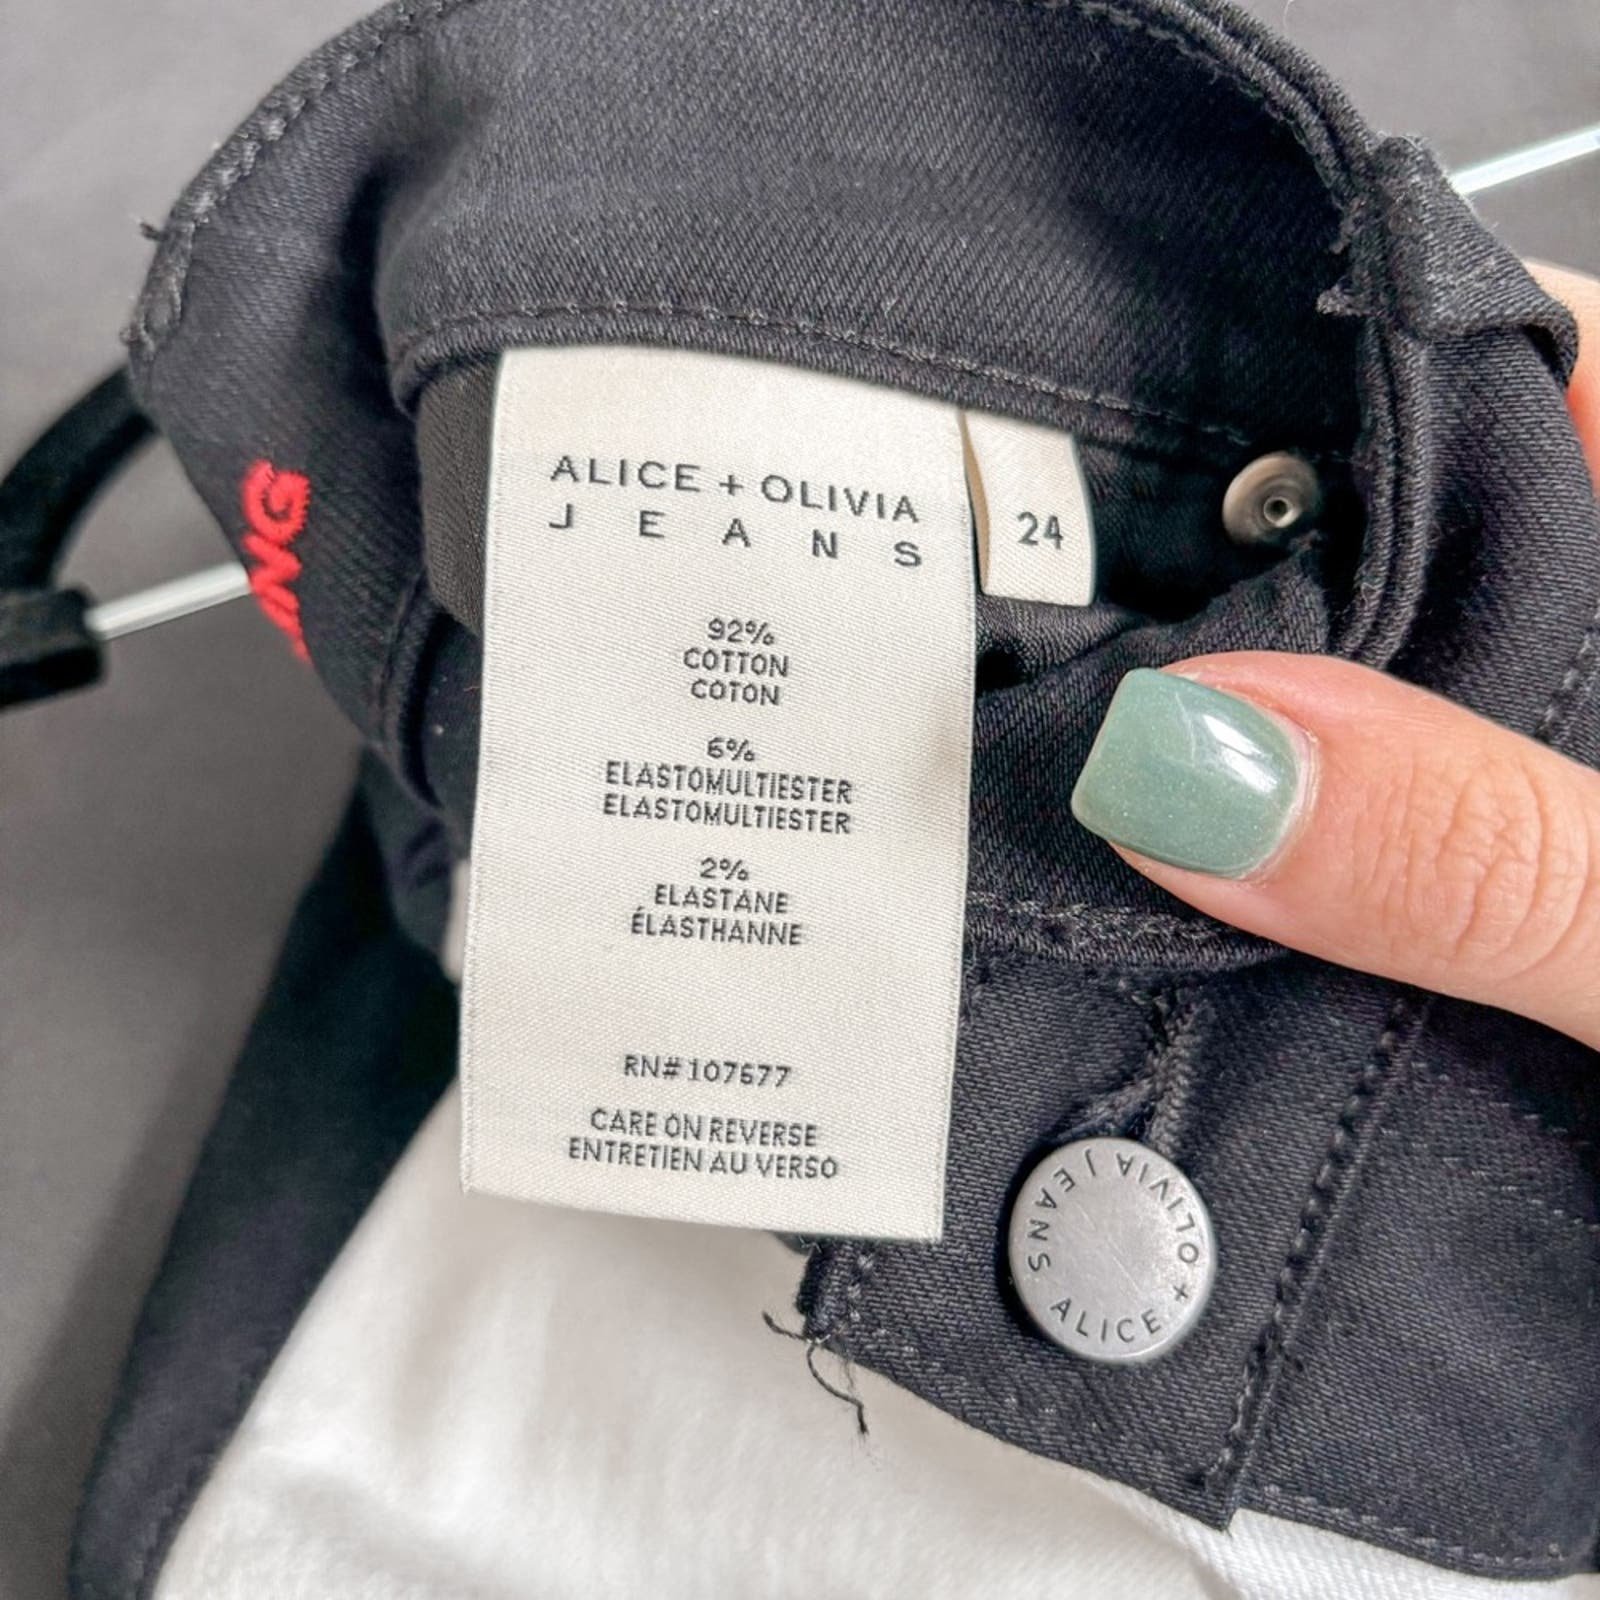 ALICE + OLIVIA
JEANS
24
92%
COTTON
COTON
6%
ELASTOMULTIESTER
ELASTOMULTIESTER
2%
ELASTANE
ÉLASTHANNE
RN# 107677
CARE ON REVERSE
ENTRETIEN AU VERSO
ALICE + OLIVIA JEANS